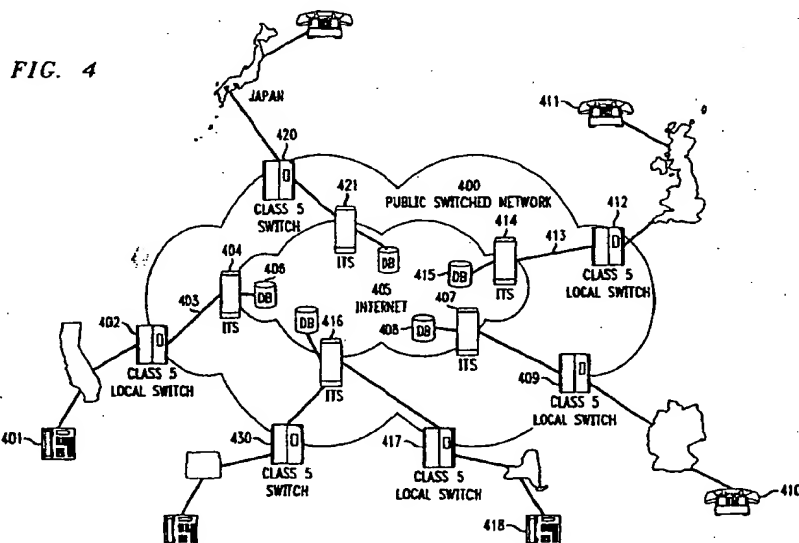 FIG. 4
JAPAN
411
420
CLASS 5
SWITCH
421
ITS
DB
400
PUBLIC SWITCHED NETWORK
414
ITS
415
DB
413
412
CLASS 5
LOCAL SWITCH
404
ITS
406
DB
403
402
CLASS 5
LOCAL SWITCH
405
INTERNET
407
ITS
408
DB
DB
416
ITS
409
CLASS 5
LOCAL SWITCH
401
430
CLASS 5
SWITCH
417
CLASS 5
LOCAL SWITCH
418
410